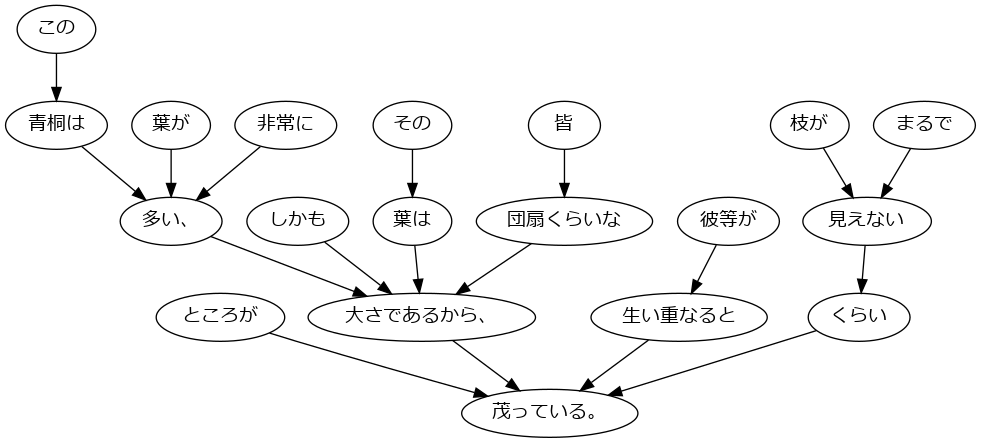 この
青桐は
葉が
非常に
その
皆
枝が
まるで
多い、
しかも
葉は
団扇くらいな
彼等が
見えない
ところが
大さであるから、
生い重なると
くらい
茂っている。